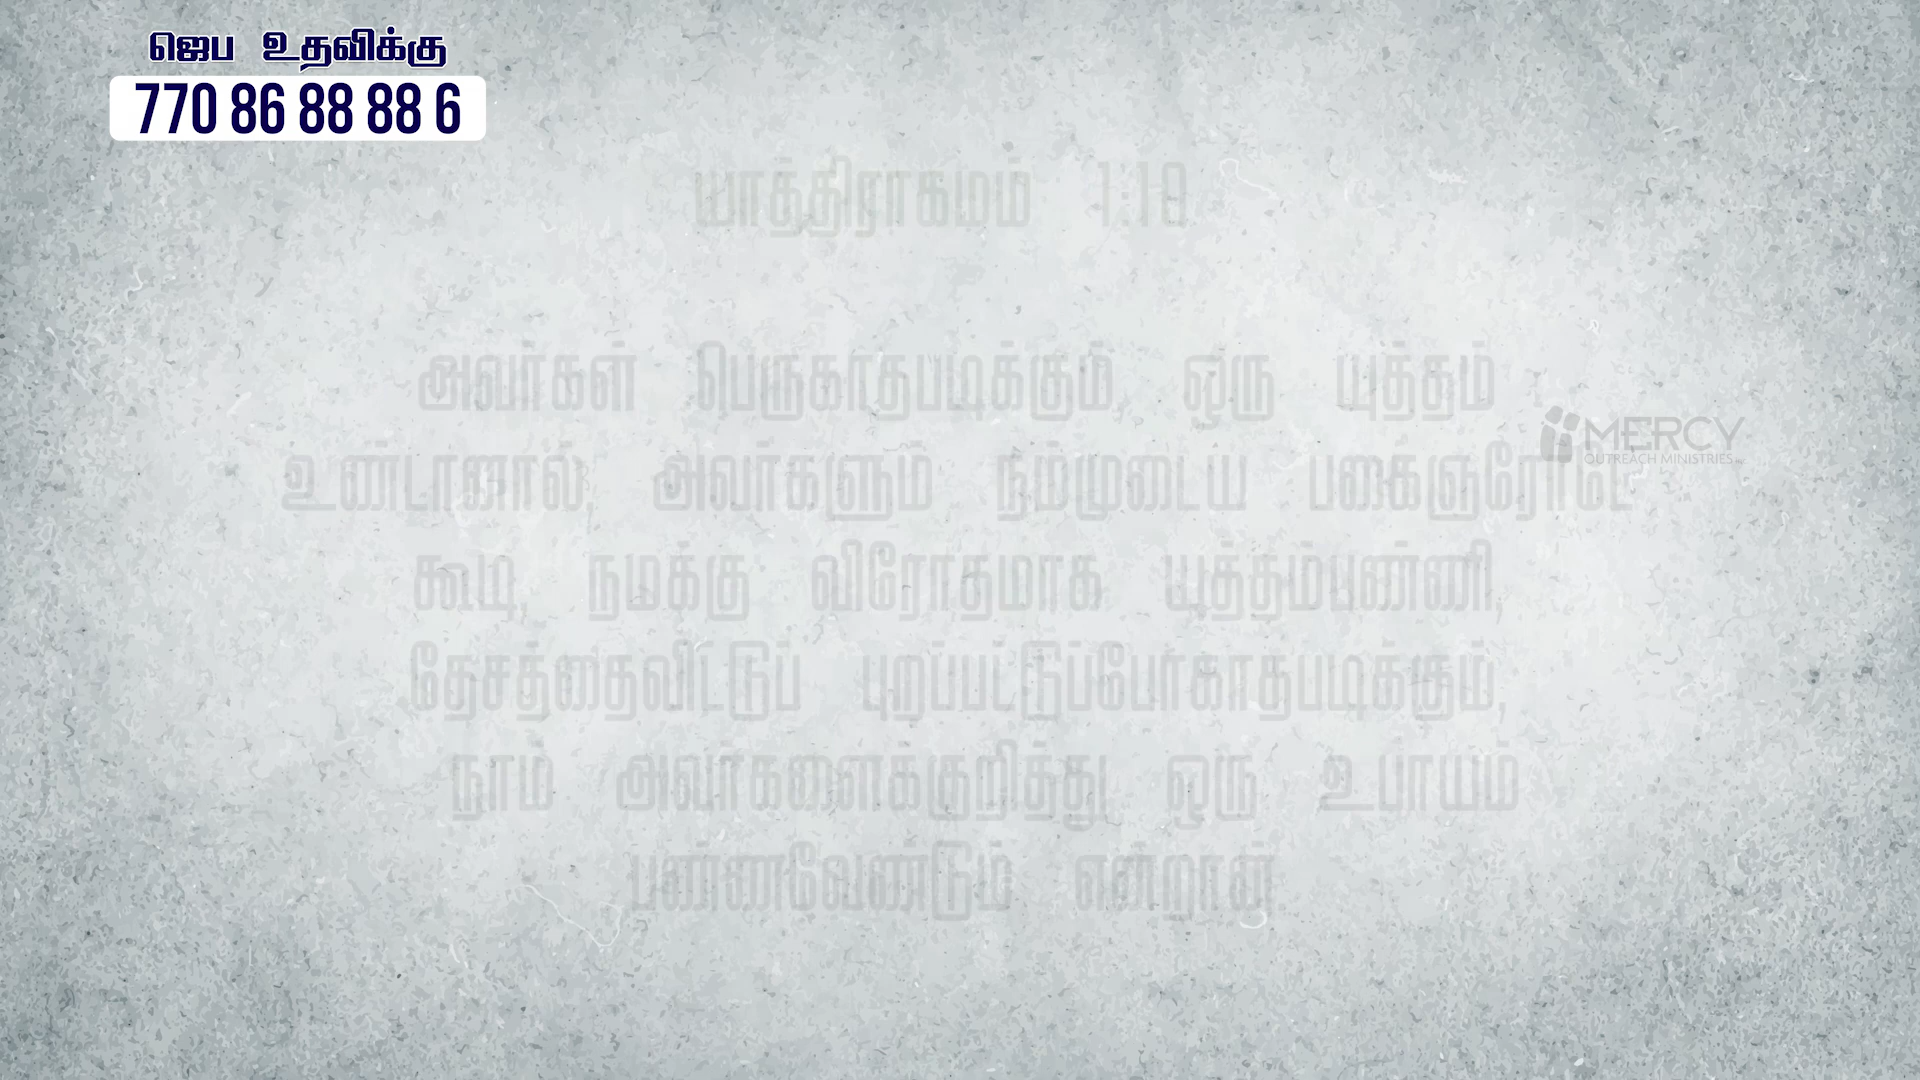 ஜெப உதவிக்கு
770 86 88 88 6
யாத்திராகமம் 1:10
அவர்கள் பெருகாதபடிக்கும் ஒரு யுத்தம்
உண்டானால், அவர்களும் நம்முடைய பகைஞரோடே
கூடி, நமக்கு விரோதமாக யுத்தம்பண்ணி,
தேசத்தைவிட்டுப் புறப்பட்டுப்போகாதபடிக்கும்,
நாம் அவர்களைக்குறித்து ஒரு உபாயம்
பண்ணவேண்டும் என்றான்.
MERCY
OUTREACH MINISTRIES